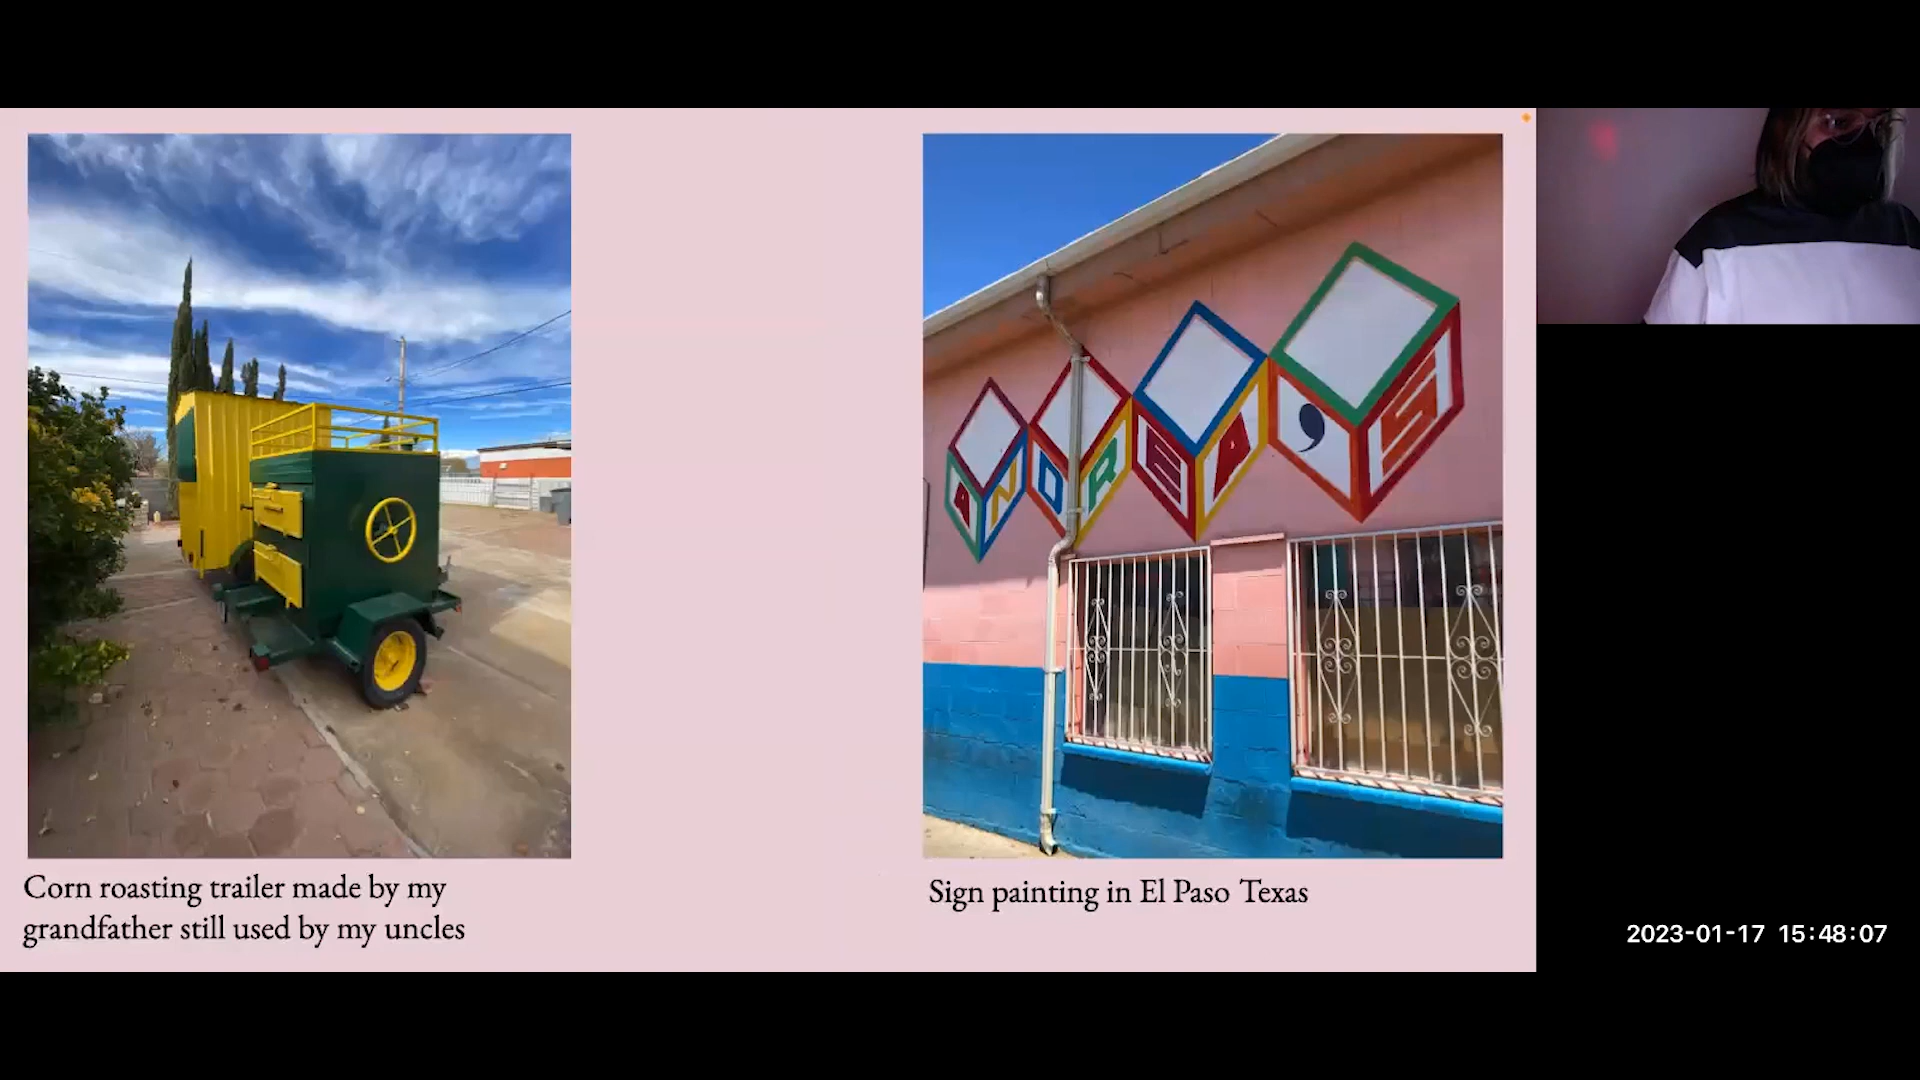 ANDREA'S
Corn roasting trailer made by my
grandfather still used by my uncles
Sign painting in El Paso Texas
2023-01-17 15:48:07